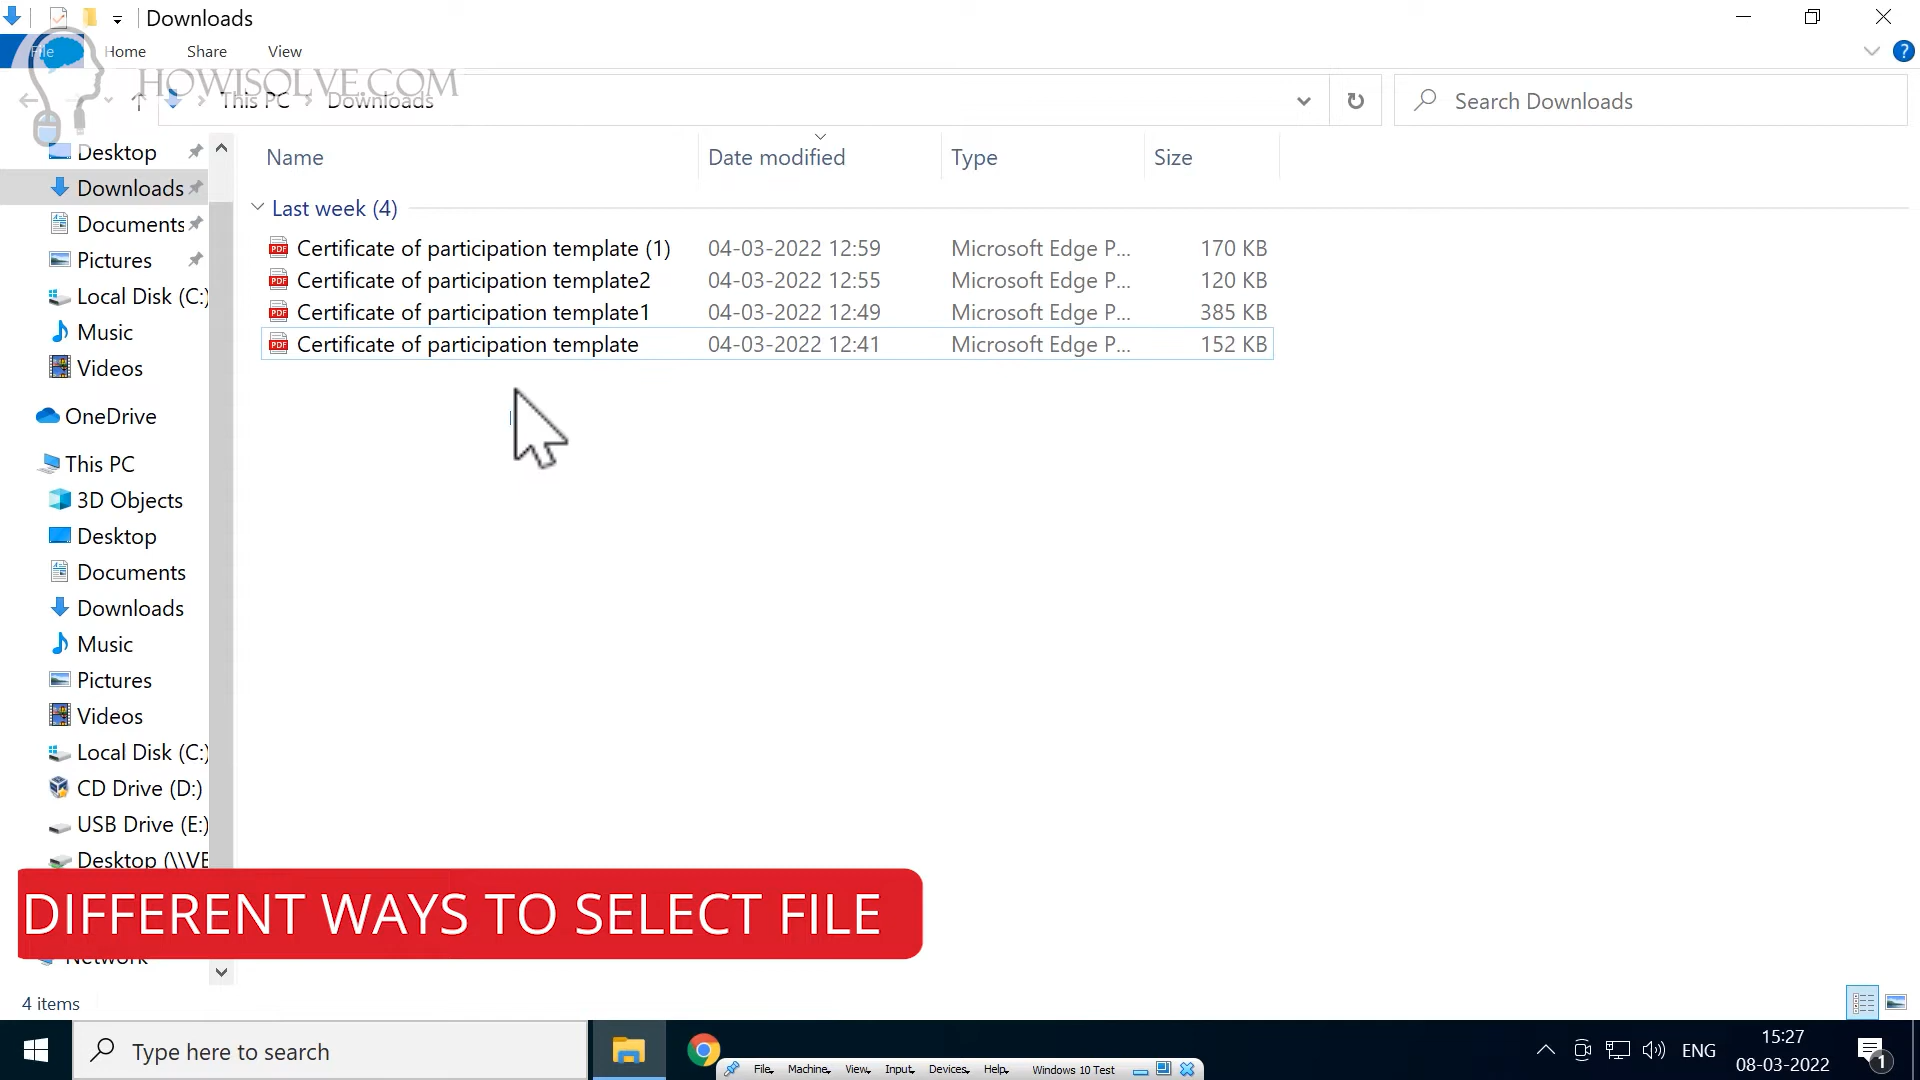 Downloads
File Home Share View
HOWISOLVE.COM
This PC Downloads
Search Downloads
Name Date modified Type Size
Last week (4)
Certificate of participation template (1) 04-03-2022 12:59 Microsoft Edge P... 170 KB
Certificate of participation template2 04-03-2022 12:55 Microsoft Edge P... 120 KB
Certificate of participation template1 04-03-2022 12:49 Microsoft Edge P... 385 KB
Certificate of participation template 04-03-2022 12:41 Microsoft Edge P... 152 KB
Desktop
Downloads
Documents
Pictures
Local Disk (C:)
Music
Videos
OneDrive
This PC
3D Objects
Desktop
Documents
Downloads
Music
Pictures
Videos
Local Disk (C:)
CD Drive (D:)
USB Drive (E:)
Desktop (\\VE
DIFFERENT WAYS TO SELECT FILE
Network
4 items
Type here to search
File Machine View Input Devices Help Windows 10 Test
ENG
15:27
08-03-2022
1